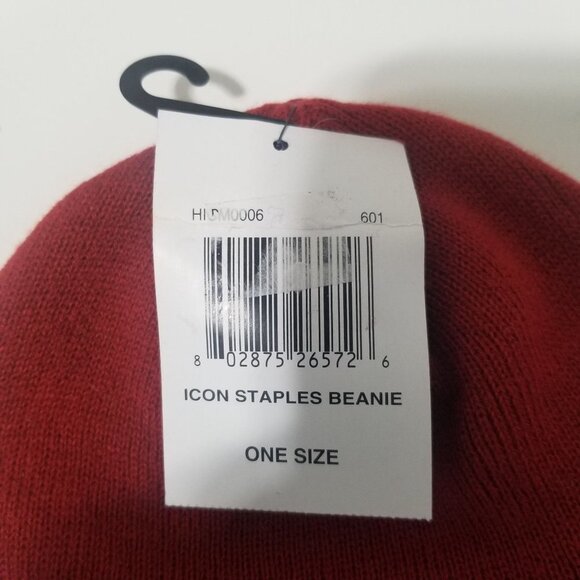 601
8 02875 26572 6
ICON STAPLES BEANIE
ONE SIZE